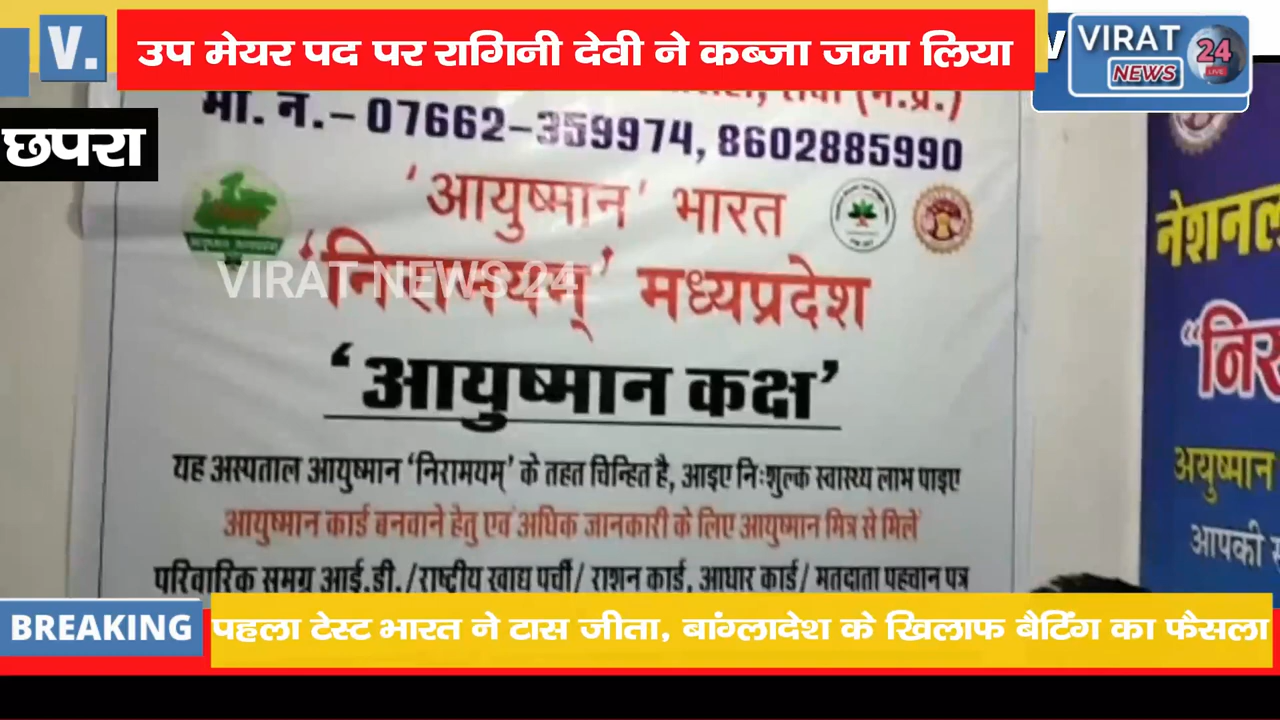 V.
उप मेयर पद पर रागिनी देवी ने कब्जा जमा लिया
VIRAT
NEWS
24
LIVE
छपरा
मो. न.– 07662–359974, 8602885990
'आयुष्मान' भारत
'निरामयम्' मध्यप्रदेश
VIRAT NEWS 24
'आयुष्मान कक्ष'
यह अस्पताल आयुष्मान 'निरामयम्' के तहत चिन्हित है, आइए निःशुल्क स्वास्थ्य लाभ पाइए
आयुष्मान कार्ड बनवाने हेतु एवं अधिक जानकारी के लिए आयुष्मान मित्र से मिलें
परिवारिक समग्र आई.डी./राष्ट्रीय खाद्य पर्ची/ राशन कार्ड, आधार कार्ड/ मतदाता पहचान पत्र
नेशनल
अयुष्मान
आपकी
BREAKING
पहला टेस्ट भारत ने टास जीता, बांग्लादेश के खिलाफ बैटिंग का फैसला